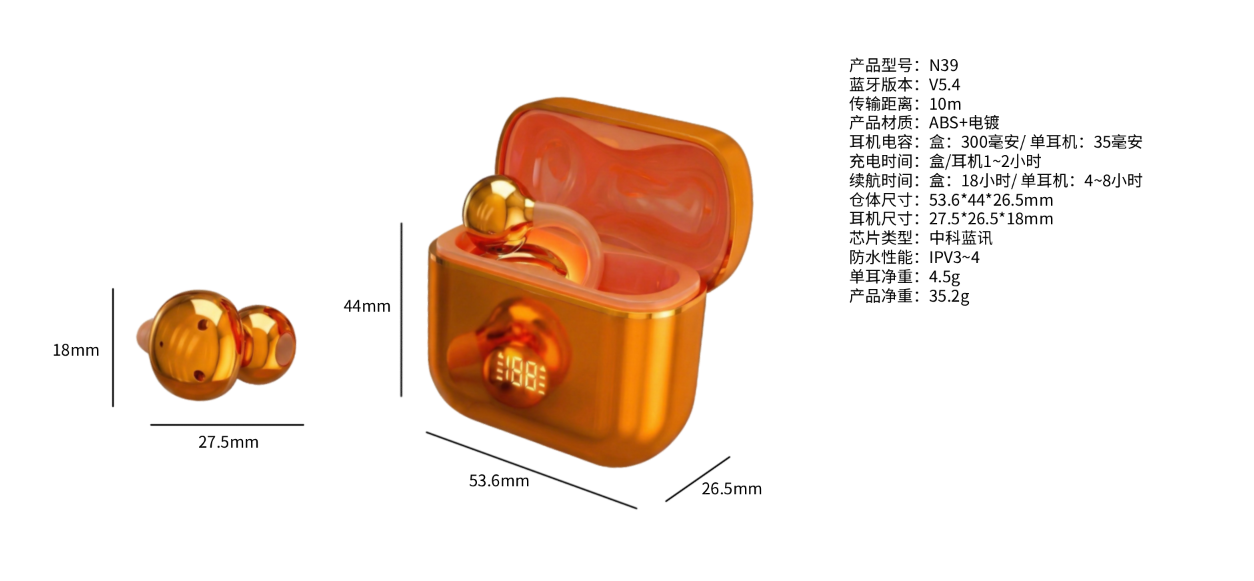 产品型号：N39
蓝牙版本：V5.4
传输距离：10m
产品材质：ABS+电镀
耳机电容：盒：300毫安/ 单耳机：35毫安
充电时间：盒/耳机1~2小时
续航时间：盒：18小时/ 单耳机：4~8小时
仓体尺寸：53.6*44*26.5mm
耳机尺寸：27.5*26.5*18mm
芯片类型：中科蓝讯
防水性能：IPV3~4
单耳净重：4.5g
产品净重：35.2g
44mm
18mm
188
27.5mm
53.6mm
26.5mm